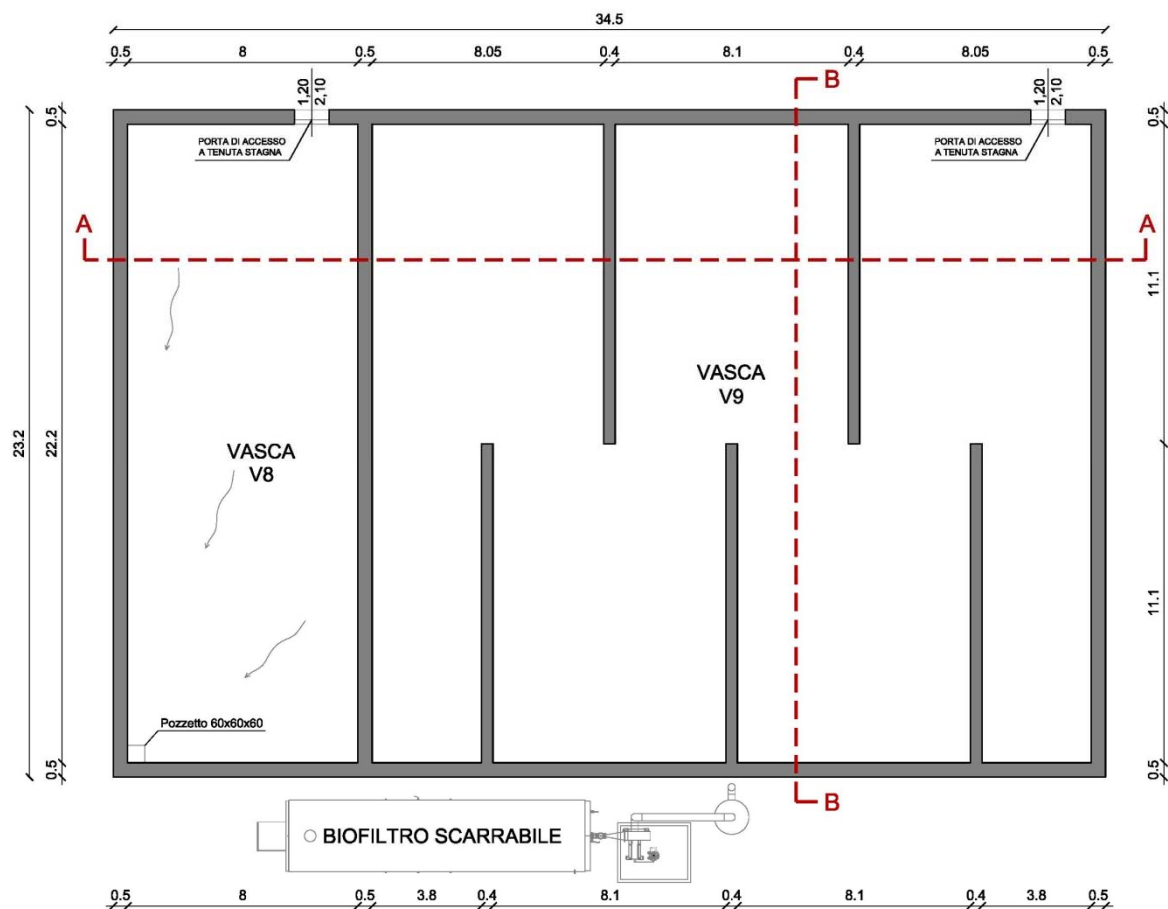 34.5
0.5 8 0.5 8.05 0.4 8.1 0.4 8.05 0.5
B
1,20
2,10
1,20
2,10
0.5
0.5
PORTA DI ACCESSO
A TENUTA STAGNA
PORTA DI ACCESSO
A TENUTA STAGNA
A
A
11.1
VASCA
V9
23.2
22.2
VASCA
V8
11.1
Pozzetto 60x60x60
0.5
0.5
B
BIOFILTRO SCARRABILE
0.5 8 0.5 3.8 0.4 8.1 0.4 8.1 0.4 3.8 0.5